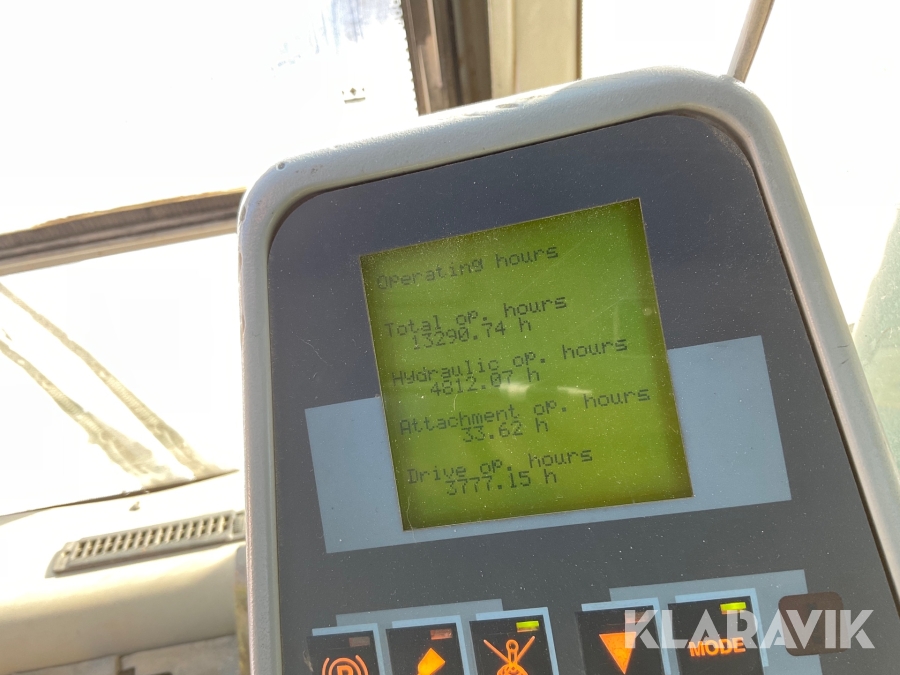 Operating hours
Total op. hours
13290.74 h
Hydraulic op. hours
4812.07 h
Attachment op. hours
33.62 h
Drive op. hours
3777.15 h
P
MODE
KLARAVIK